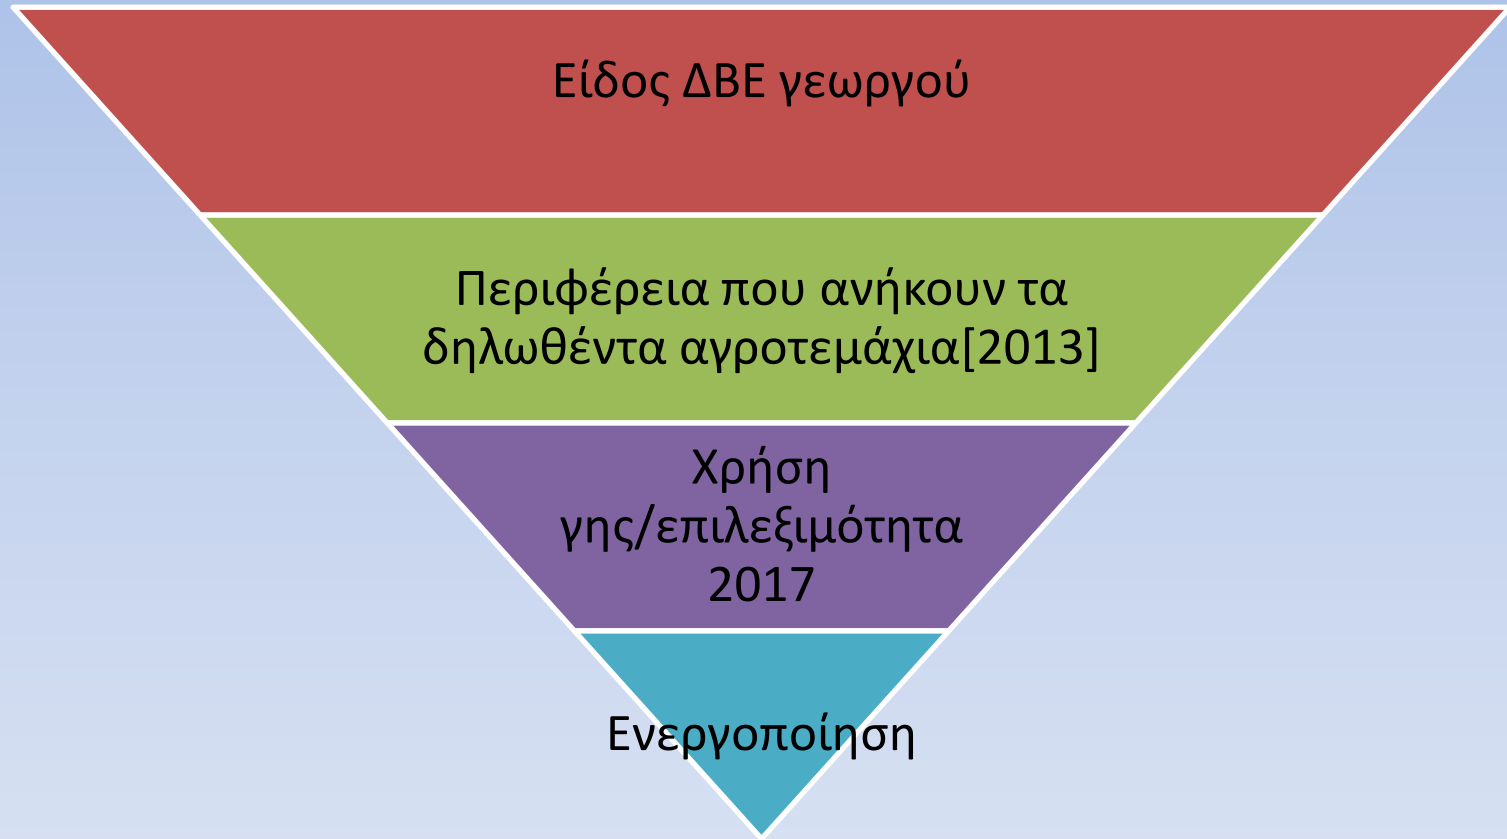 Είδος ΔΒΕ γεωργού
Περιφέρεια που ανήκουν τα
δηλωθέντα αγροτεμάχια[2013]
Χρήση
γης/επιλεξιμότητα
2017
Ενεργοποίηση